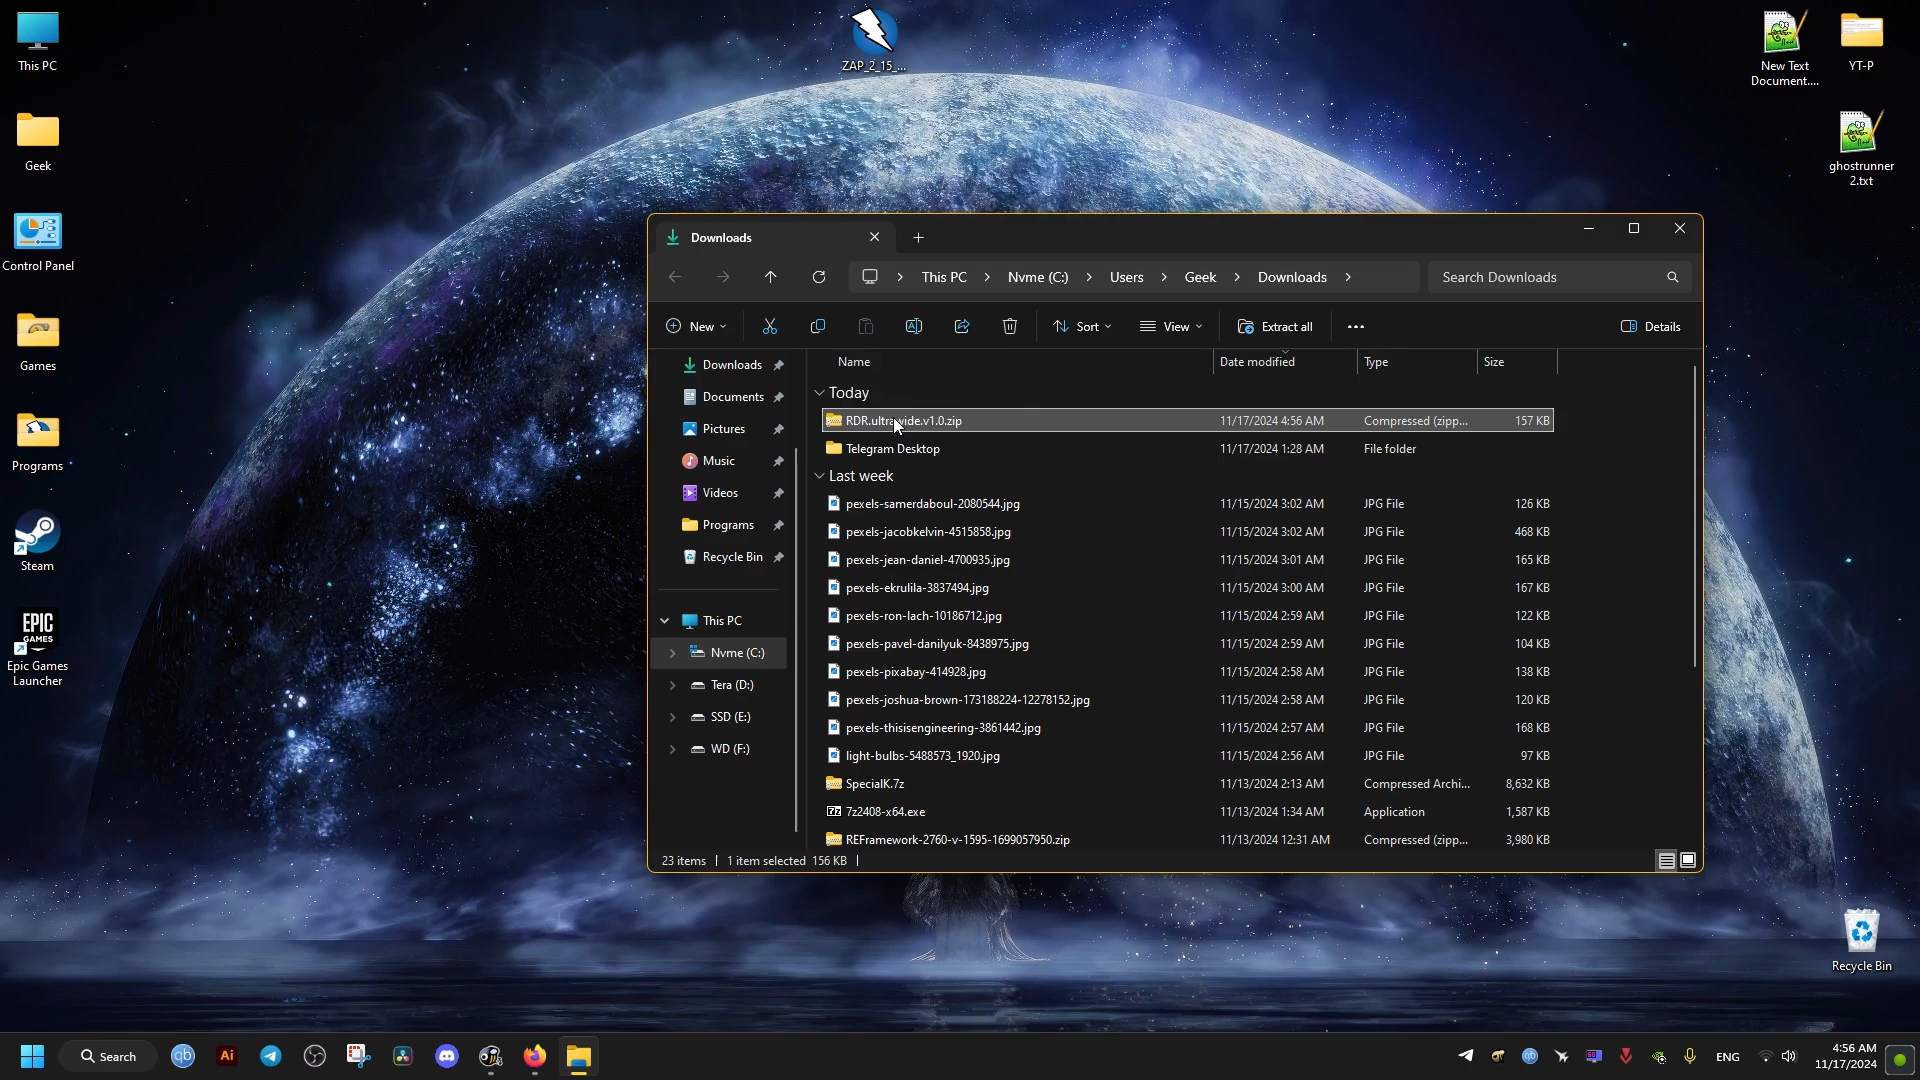 This PC
Geek
Control Panel
Games
Programs
Steam
EPIC
GAMES
Epic Games
Launcher
ZAP_2_15_...
New Text
Document....
YT-P
ghostrunner
2.txt
Recycle Bin
Downloads
This PC
Nvme (C:)
Users
Geek
Downloads
Search Downloads
New
Sort
View
Extract all
Details
Downloads
Documents
Pictures
Music
Videos
Programs
Recycle Bin
This PC
Nvme (C:)
Tera (D:)
SSD (E:)
WD (F:)
Name Date modified Type Size
Today
RDR.ultrawide.v1.0.zip 11/17/2024 4:56 AM Compressed (zipp... 157 KB
Telegram Desktop 11/17/2024 1:28 AM File folder
Last week
pexels-samerdaboul-2080544.jpg 11/15/2024 3:02 AM JPG File 126 KB
pexels-jacobkelvin-4515858.jpg 11/15/2024 3:02 AM JPG File 468 KB
pexels-jean-daniel-4700935.jpg 11/15/2024 3:01 AM JPG File 165 KB
pexels-ekrulila-3837494.jpg 11/15/2024 3:00 AM JPG File 167 KB
pexels-ron-lach-10186712.jpg 11/15/2024 2:59 AM JPG File 122 KB
pexels-pavel-danilyuk-8438975.jpg 11/15/2024 2:59 AM JPG File 104 KB
pexels-pixabay-414928.jpg 11/15/2024 2:58 AM JPG File 138 KB
pexels-joshua-brown-173188224-12278152.jpg 11/15/2024 2:58 AM JPG File 120 KB
pexels-thisisengineering-3861442.jpg 11/15/2024 2:57 AM JPG File 168 KB
light-bulbs-5488573_1920.jpg 11/15/2024 2:56 AM JPG File 97 KB
SpecialK.7z 11/13/2024 2:13 AM Compressed Archi... 8,632 KB
7z2408-x64.exe 11/13/2024 1:34 AM Application 1,587 KB
REFramework-2760-v-1595-1699057950.zip 11/13/2024 12:31 AM Compressed (zipp... 3,980 KB
23 items | 1 item selected 156 KB |
Search
qb
Ai
ENG
4:56 AM
11/17/2024